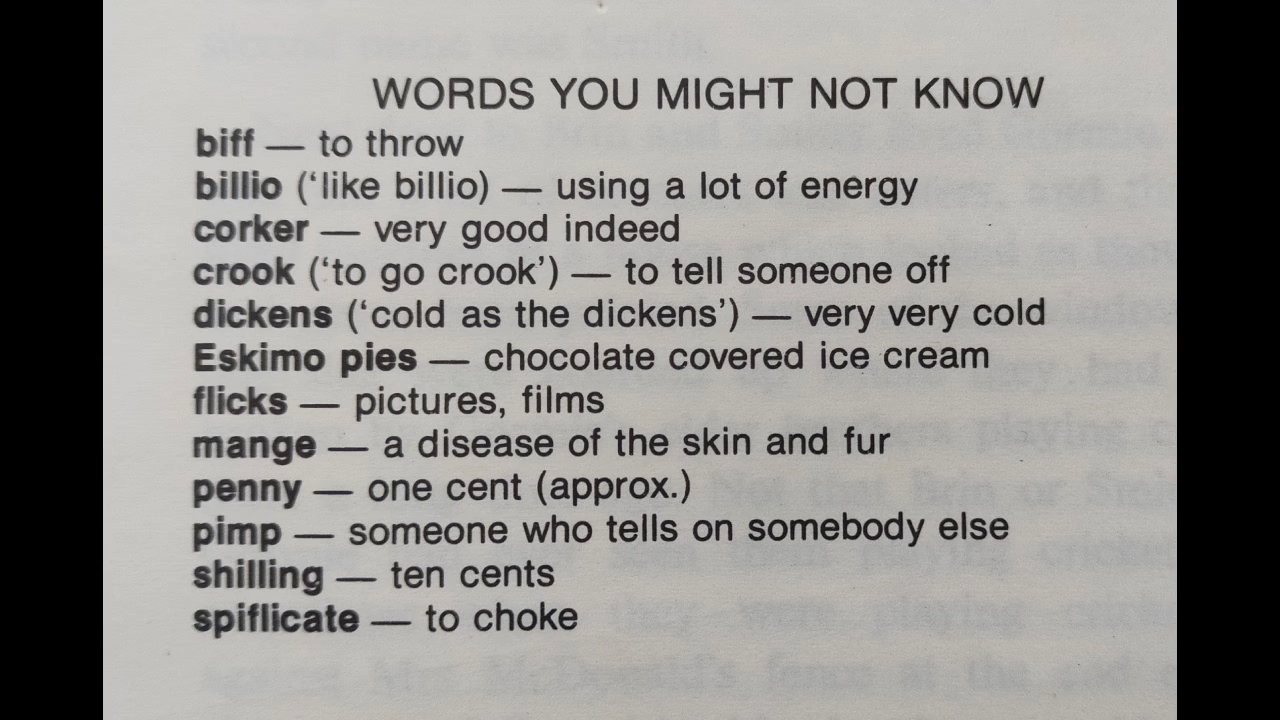 WORDS YOU MIGHT NOT KNOW
biff — to throw
billio (‘like billio) — using a lot of energy
corker — very good indeed
crook (‘to go crook’) — to tell someone off
dickens (‘cold as the dickens’) — very very cold
Eskimo pies — chocolate covered ice cream
flicks — pictures, films
mange — a disease of the skin and fur
penny — one cent (approx.)
pimp — someone who tells on somebody else
shilling — ten cents
spiflicate — to choke